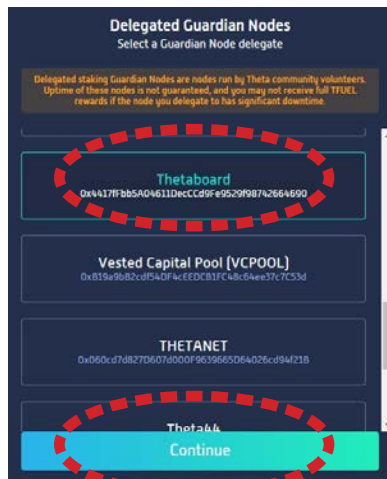 Delegated Guardian Nodes
Select a Guardian Node delegate
Delegated staking Guardian Nodes are nodes run by Theta community volunteers.
Uptime of these nodes is not guaranteed, and you may not receive full TFUEL
rewards if the node you delegate to has significant downtime.
Thetaboard
0x4417fFbb5A04611DecCCd9Fe9529f98742664690
Vested Capital Pool [VCPOOL]
0x819a9bB2cdf54DF4cEEDCB1FC48c64ee37c7C53d
THETANET
0x060cd7d827D607d000F9639665D64026cd94f21B
Theta44
Continue